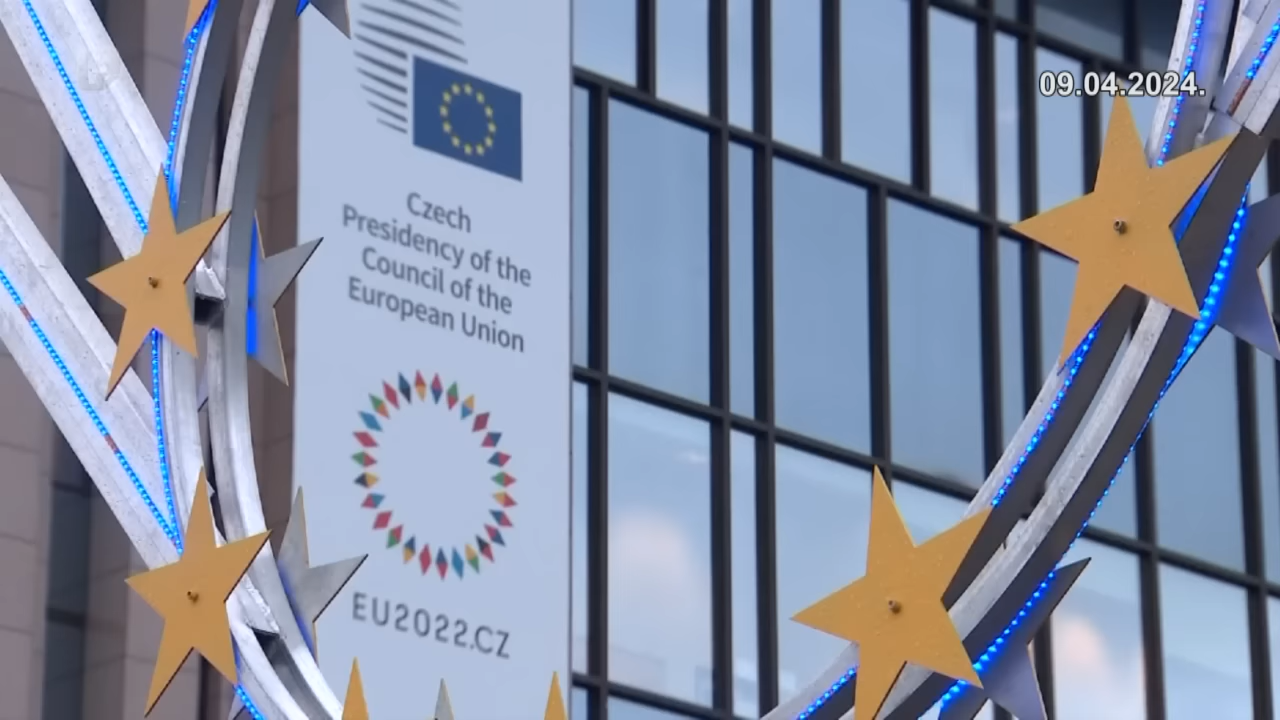 09.04.2024.
Czech
Presidency of the
Council of the
European Union
EU2022.CZ